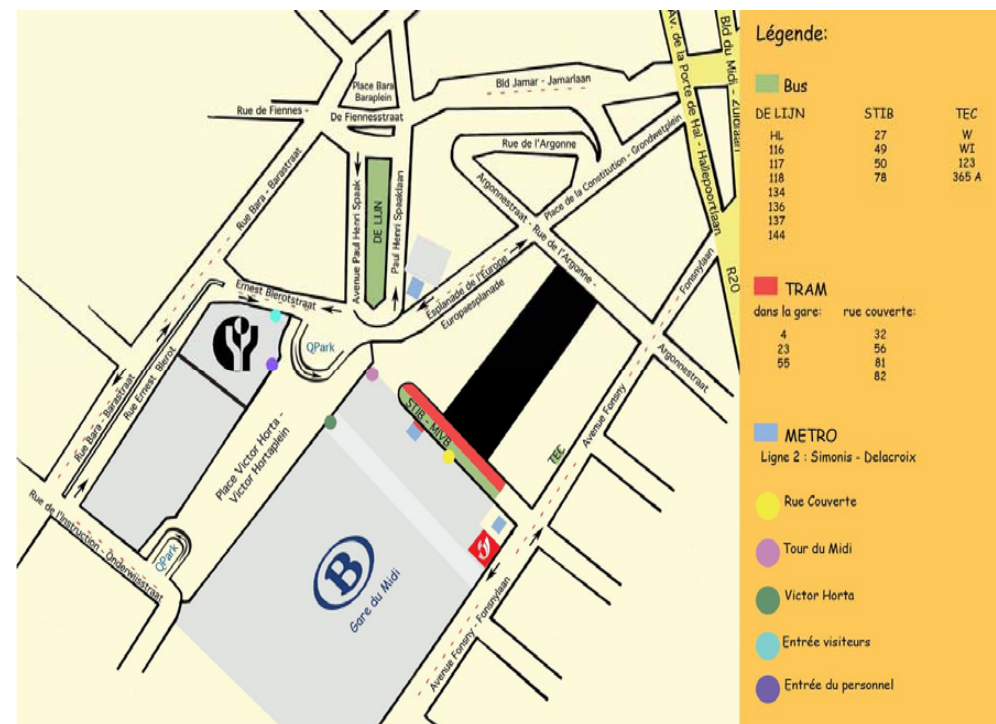 Place Bara
Baraplein
Bld Jamar - Jamarlaan
Av. de la Porte de Hal - Hallepoortlaan
Bld du Midi - Zuidlaan
Rue de Fiennes -
De Fiennesstraat
Rue de l'Argonne
Place de la Constitution - Grondwetplein
Argonnestraat - Rue de l'Argonne -
Argonnestraat
Rue Bara - Barastraat
Avenue Paul Henri Spaak
DE LIJN
Paul Henri Spaaklaan
Esplanade de l'Europe
Europaesplanade
Fonsnylaan
R20
Ernest Blerotstraat
QPark
Rue Ernest Blerot
Rue Bara - Barastraat
STIB - MIVB
Avenue Fonsny
TEC
Place Victor Horta -
Victor Hortaplein
Rue de l'Instruction - Onderwijsstraat
QPark
B
Gare du Midi
Avenue Fonsny - Fonsnylaan
Légende:
Bus
DE LIJN STIB TEC
HL 27 W
116 49 WI
117 50 123
118 78 365 A
134
136
137
144
TRAM
dans la gare: rue couverte:
4 32
23 56
55 81
82
METRO
Ligne 2 : Simonis - Delacroix
Rue Couverte
Tour du Midi
Victor Horta
Entrée visiteurs
Entrée du personnel